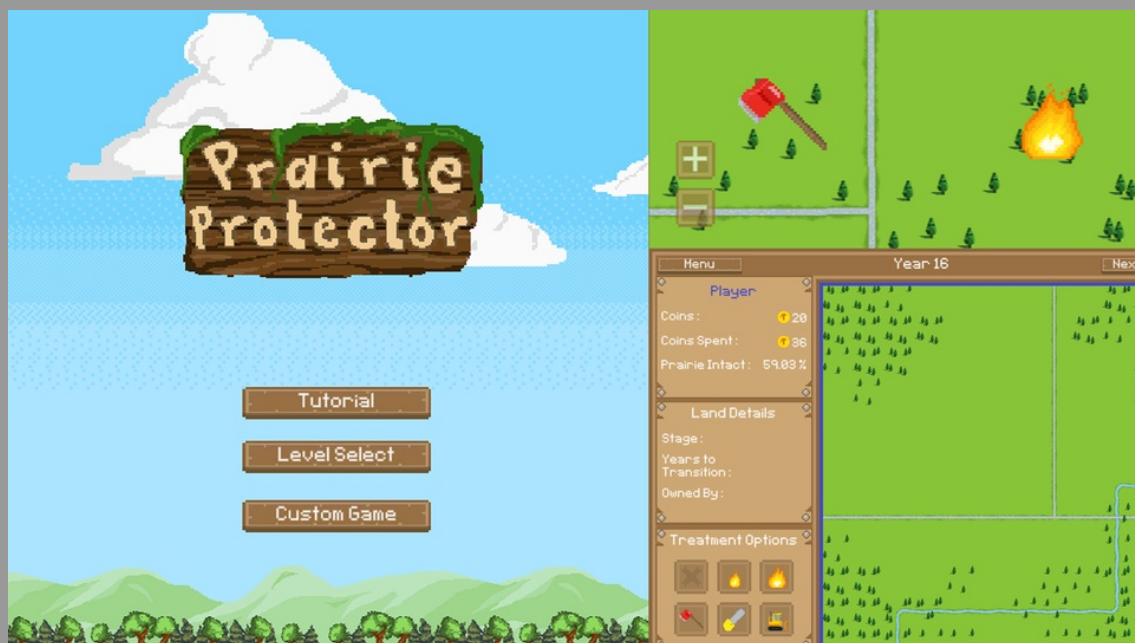 Prairie
Protector
Tutorial
Level Select
Custom Game
+
−
Menu
Year 16
Player
Coins: 20
Coins Spent: 36
Prairie Intact: 59.03%
Land Details
Stage:
Years to
Transition:
Owned By:
Treatment Options